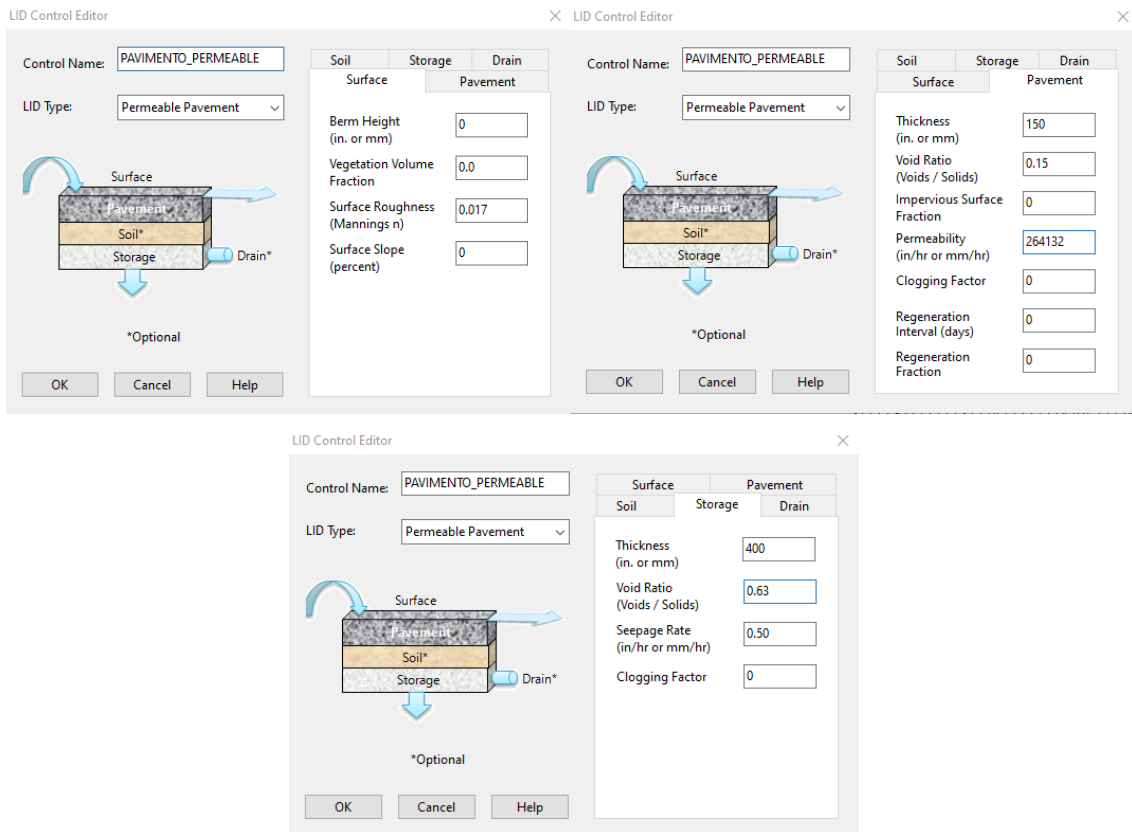 LID Control Editor
Control Name: PAVIMENTO_PERMEABLE
LID Type: Permeable Pavement
Surface
Pavement
Soil*
Storage
Drain*
*Optional
OK Cancel Help
Soil Storage Drain
Surface Pavement
Berm Height
(in. or mm)
0
Vegetation Volume
Fraction
0.0
Surface Roughness
(Mannings n)
0.017
Surface Slope
(percent)
0
LID Control Editor
Control Name: PAVIMENTO_PERMEABLE
LID Type: Permeable Pavement
Surface
Pavement
Soil*
Storage
Drain*
*Optional
OK Cancel Help
Soil Storage Drain
Surface Pavement
Thickness
(in. or mm)
150
Void Ratio
(Voids / Solids)
0.15
Impervious Surface
Fraction
0
Permeability
(in/hr or mm/hr)
264132
Clogging Factor
0
Regeneration
Interval (days)
0
Regeneration
Fraction
0
LID Control Editor
Control Name: PAVIMENTO_PERMEABLE
LID Type: Permeable Pavement
Surface
Pavement
Soil*
Storage
Drain*
*Optional
OK Cancel Help
Surface Pavement
Soil Storage Drain
Thickness
(in. or mm)
400
Void Ratio
(Voids / Solids)
0.63
Seepage Rate
(in/hr or mm/hr)
0.50
Clogging Factor
0